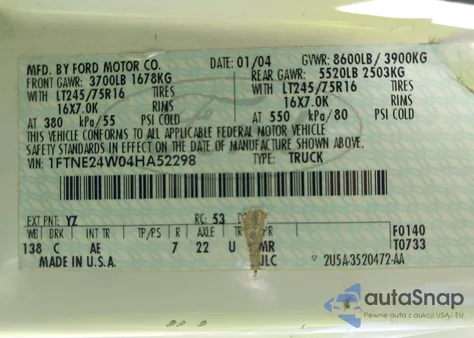 MFD. BY FORD MOTOR CO.
DATE: 01/04 GVWR: 8600LB/ 3900KG
FRONT GAWR: 3700LB 1678KG REAR GAWR: 5520LB 2503KG
WITH LT245/75R16 TIRES WITH LT245/75R16 TIRES
16X7.0K RIMS 16X7.0K RIMS
AT 380 kPa/55 PSI COLD AT 550 kPa/80 PSI COLD
THIS VEHICLE CONFORMS TO ALL APPLICABLE FEDERAL MOTOR VEHICLE
SAFETY STANDARDS IN EFFECT ON THE DATE OF MANUFACTURE SHOWN ABOVE.
VIN: 1FTNE24W04HA52298 TYPE: TRUCK
EXT PNT: YZ RC: 53
WB BRK INT TR TP/PS R AXLE TR
138 C AE 7 22 U
F0140
T0733
MADE IN U.S.A.
2U5A-3520472-AA
autoSnap
Pewne auta z USA i EU